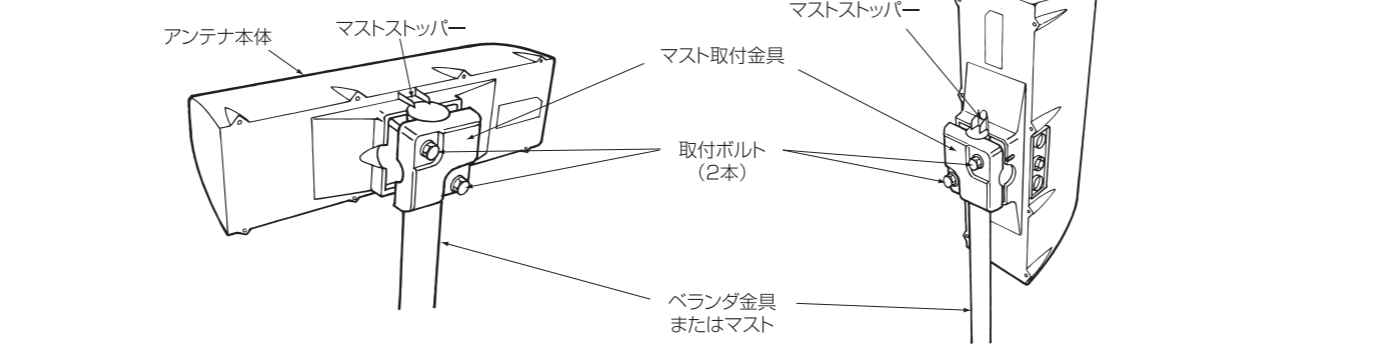 マストストッパー
マストストッパー
アンテナ本体
マスト取付金具
取付ボルト
（2本）
ベランダ金具
またはマスト